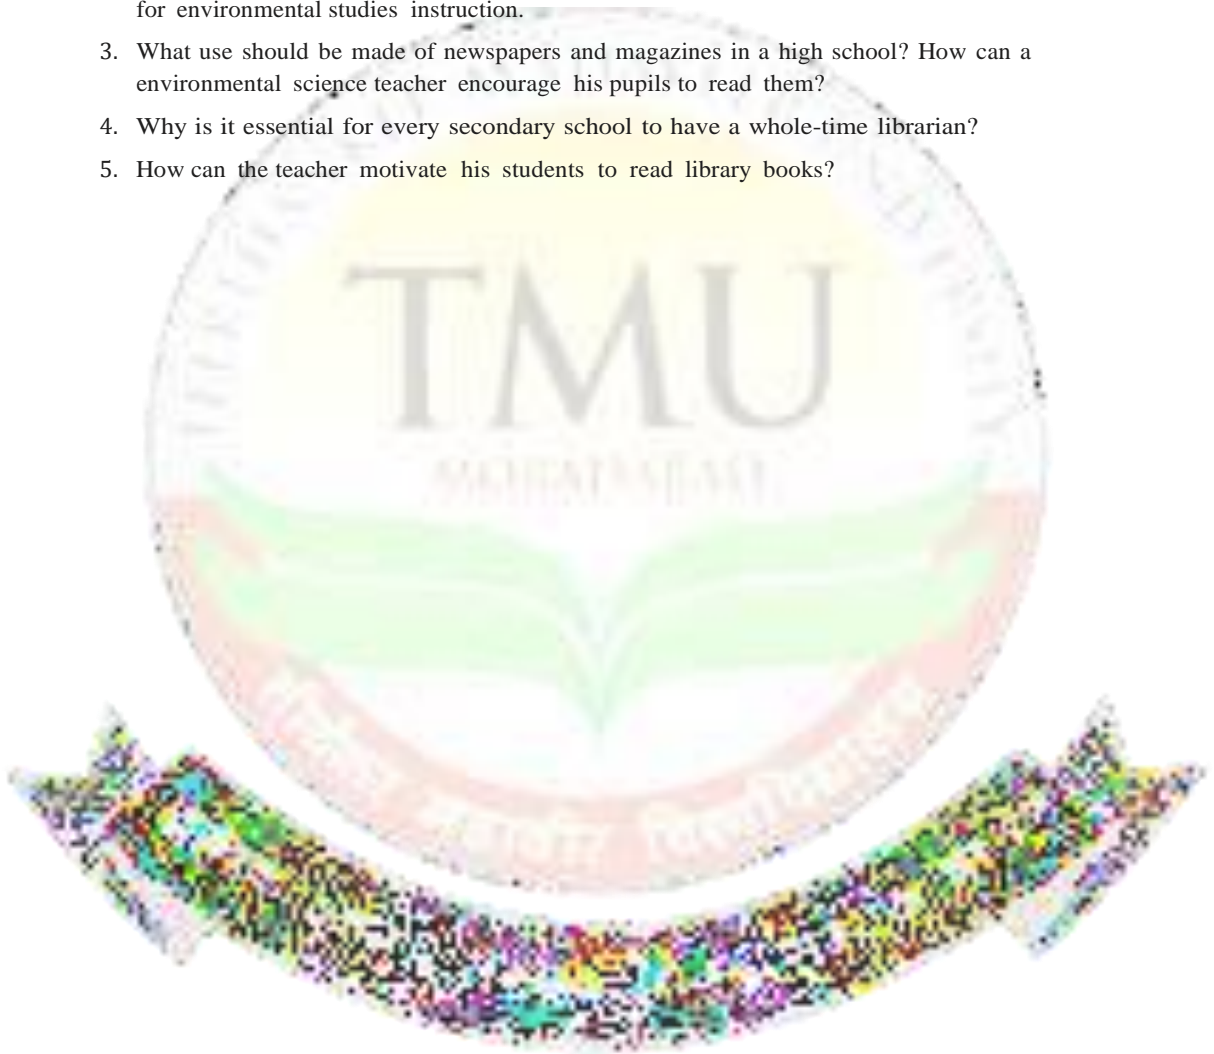 for environmental studies instruction.
3. What use should be made of newspapers and magazines in a high school? How can a
environmental science teacher encourage his pupils to read them?
4. Why is it essential for every secondary school to have a whole-time librarian?
5. How can the teacher motivate his students to read library books?
TMU
MORADABAD